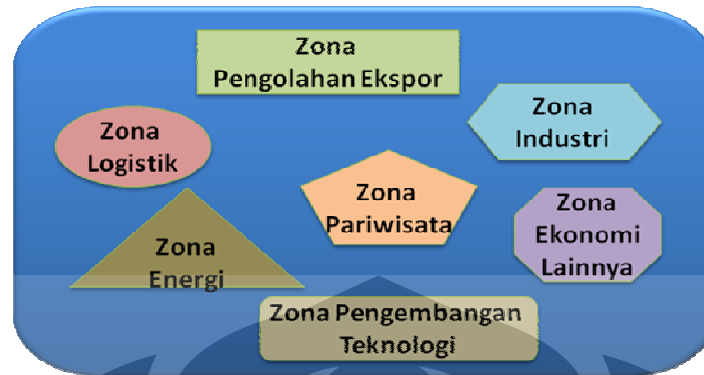 Zona
Pengolahan Ekspor
Zona
Industri
Zona
Logistik
Zona
Pariwisata
Zona
Ekonomi
Lainnya
Zona
Energi
Zona Pengembangan
Teknologi